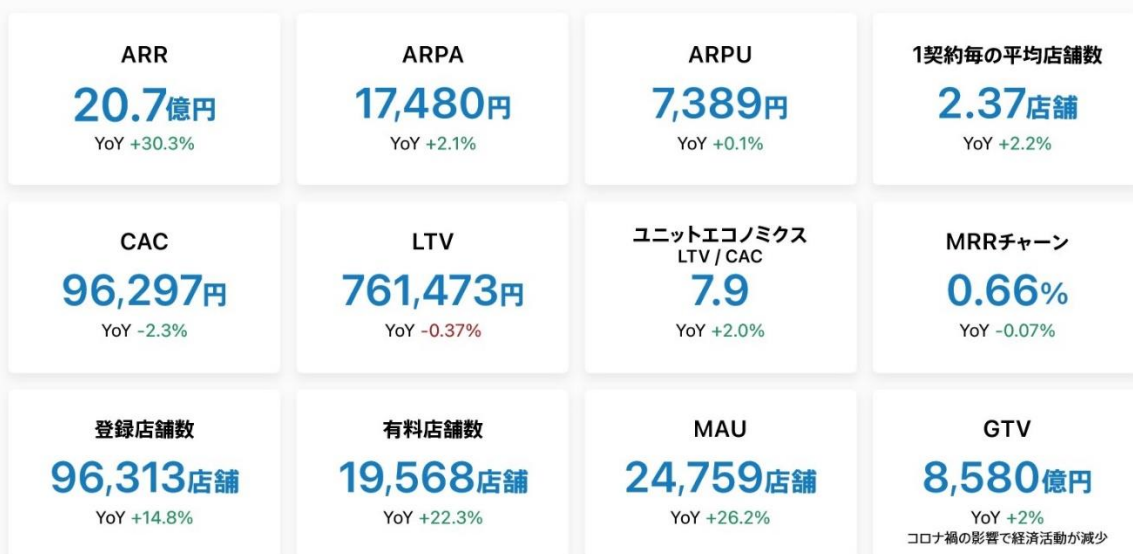 ARR
20.7億円
YoY +30.3%
ARPA
17,480円
YoY +2.1%
ARPU
7,389円
YoY +0.1%
1契約毎の平均店舗数
2.37店舗
YoY +2.2%
CAC
96,297円
YoY -2.3%
LTV
761,473円
YoY -0.37%
ユニットエコノミクス
LTV / CAC
7.9
YoY +2.0%
MRRチャーン
0.66%
YoY -0.07%
登録店舗数
96,313店舗
YoY +14.8%
有料店舗数
19,568店舗
YoY +22.3%
MAU
24,759店舗
YoY +26.2%
GTV
8,580億円
YoY +2%
コロナ禍の影響で経済活動が減少